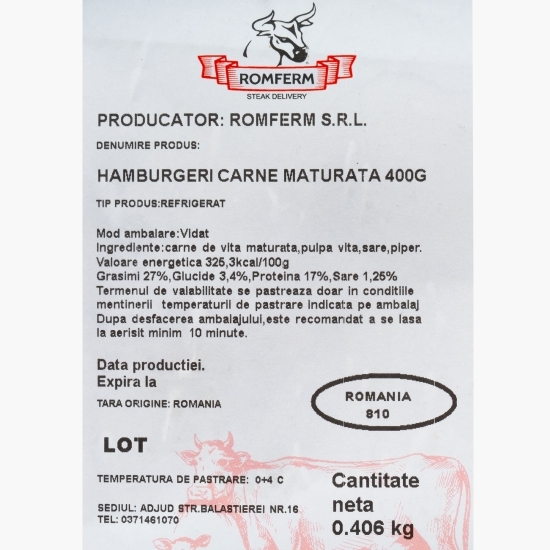 ROMFERM
STEAK DELIVERY
PRODUCATOR: ROMFERM S.R.L.
DENUMIRE PRODUS:
HAMBURGERI CARNE MATURATA 400G
TIP PRODUS:REFRIGERAT
Mod ambalare:Vidat
Ingrediente:carne de vita maturata,pulpa vita,sare,piper.
Valoare energetica 325,3kcal/100g
Grasimi 27%,Glucide 3,4%,Proteina 17%,Sare 1,25%
Termenul de valabilitate se pastreaza doar in conditiile
mentinerii temperaturii de pastrare indicata pe ambalaj
Dupa desfacerea ambalajului,este recomandat a se lasa
la aerisit minim 10 minute.
Data productiei.
Expira la
TARA ORIGINE: ROMANIA
ROMANIA
810
LOT
TEMPERATURA DE PASTRARE: 0+4 C
SEDIUL: ADJUD STR.BALASTIEREI NR.16
TEL: 0371461070
Cantitate
neta
0.406 kg